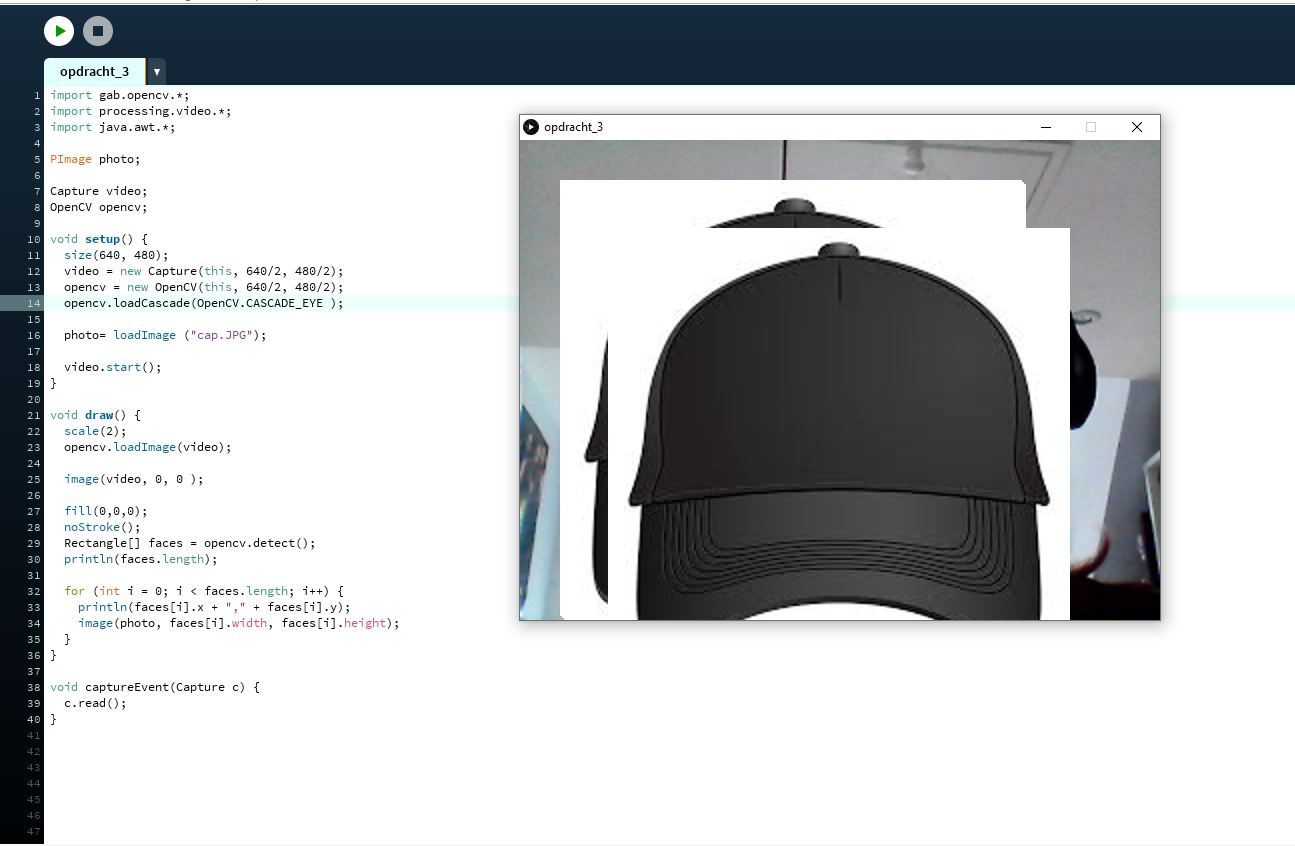 opdracht_3 ▼
1 import gab.opencv.*;
2 import processing.video.*;
3 import java.awt.*;
4
5 PImage photo;
6
7 Capture video;
8 OpenCV opencv;
9
10 void setup() {
11 size(640, 480);
12 video = new Capture(this, 640/2, 480/2);
13 opencv = new OpenCV(this, 640/2, 480/2);
14 opencv.loadCascade(OpenCV.CASCADE_EYE );
15
16 photo= loadImage ("cap.JPG");
17
18 video.start();
19 }
20
21 void draw() {
22 scale(2);
23 opencv.loadImage(video);
24
25 image(video, 0, 0 );
26
27 fill(0,0,0);
28 noStroke();
29 Rectangle[] faces = opencv.detect();
30 println(faces.length);
31
32 for (int i = 0; i < faces.length; i++) {
33 println(faces[i].x + "," + faces[i].y);
34 image(photo, faces[i].width, faces[i].height);
35 }
36 }
37
38 void captureEvent(Capture c) {
39 c.read();
40 }
41
42
43
44
45
46
47
opdracht_3